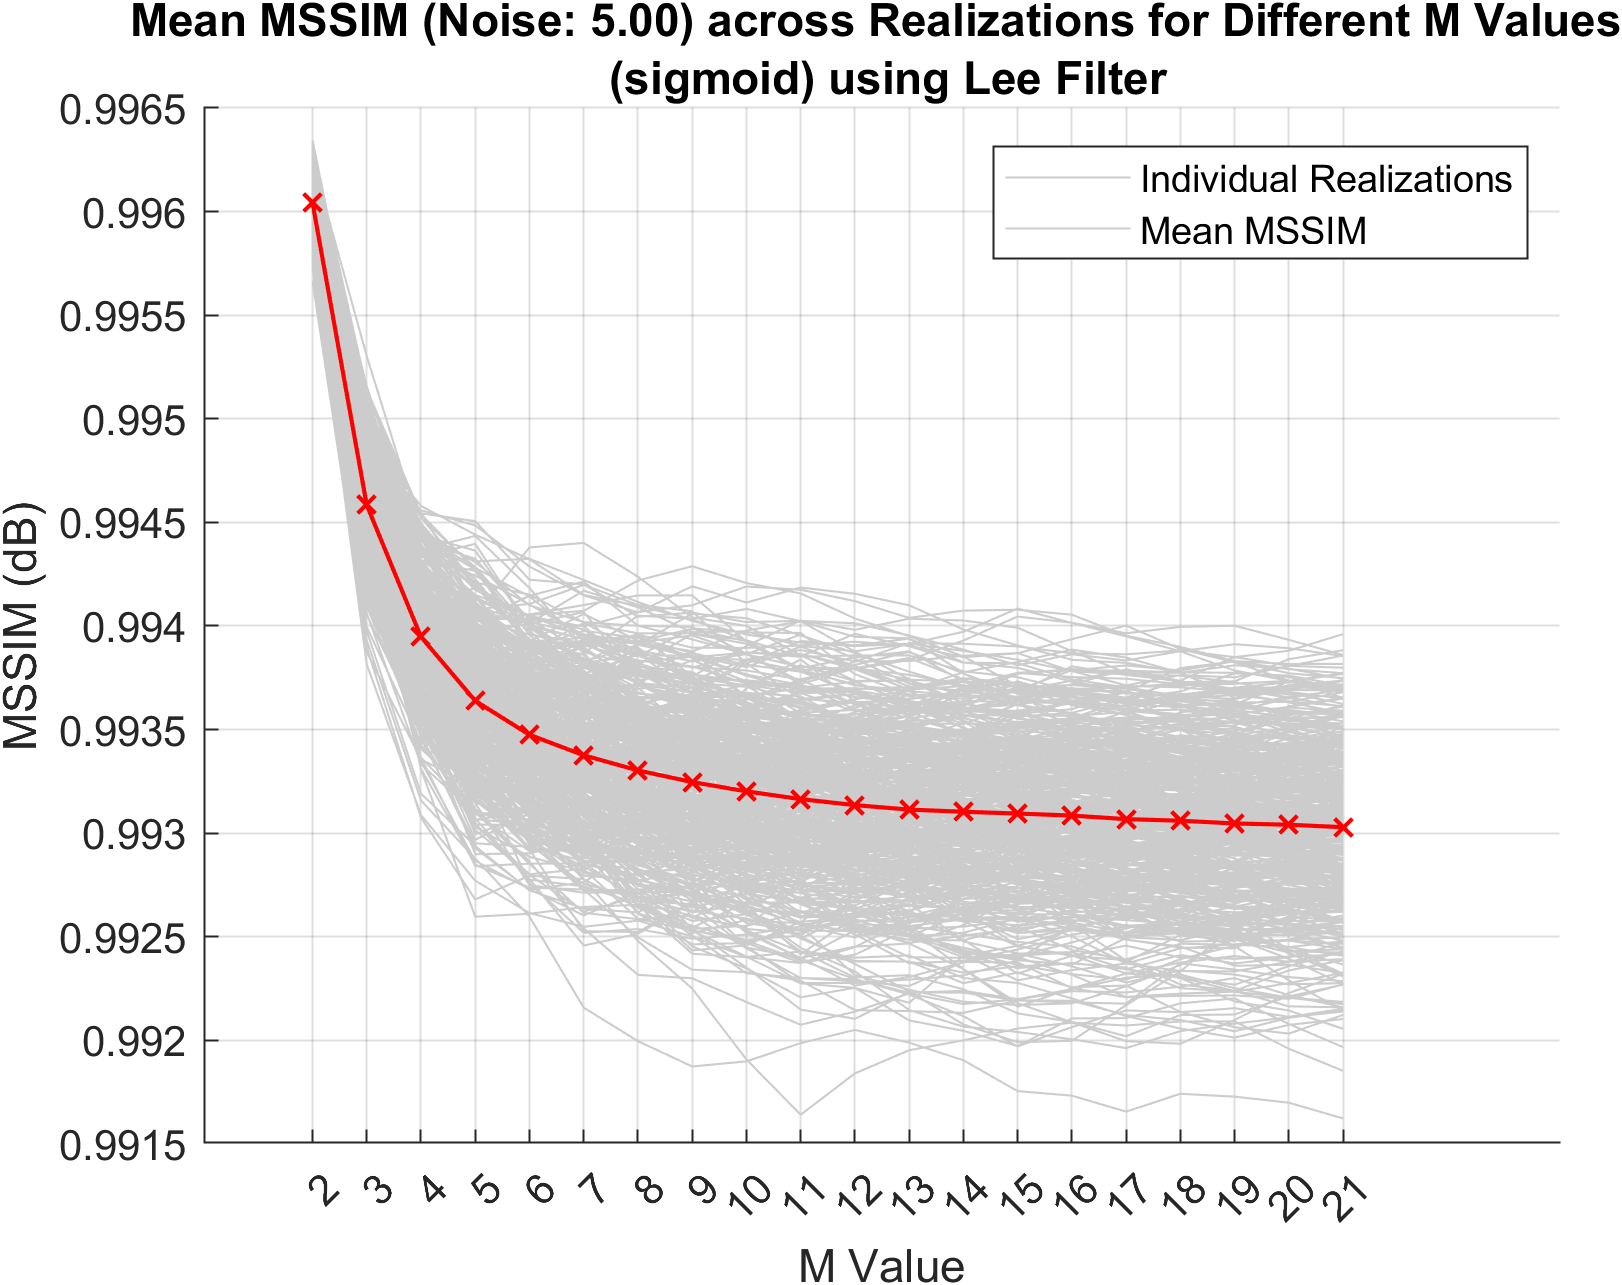 Mean MSSIM (Noise: 5.00) across Realizations for Different M Values
(sigmoid) using Lee Filter
0.9965
0.996
0.9955
0.995
0.9945
0.994
0.9935
0.993
0.9925
0.992
0.9915
MSSIM (dB)
Individual Realizations
Mean MSSIM
2 3 4 5 6 7 8 9 10 11 12 13 14 15 16 17 18 19 20 21
M Value